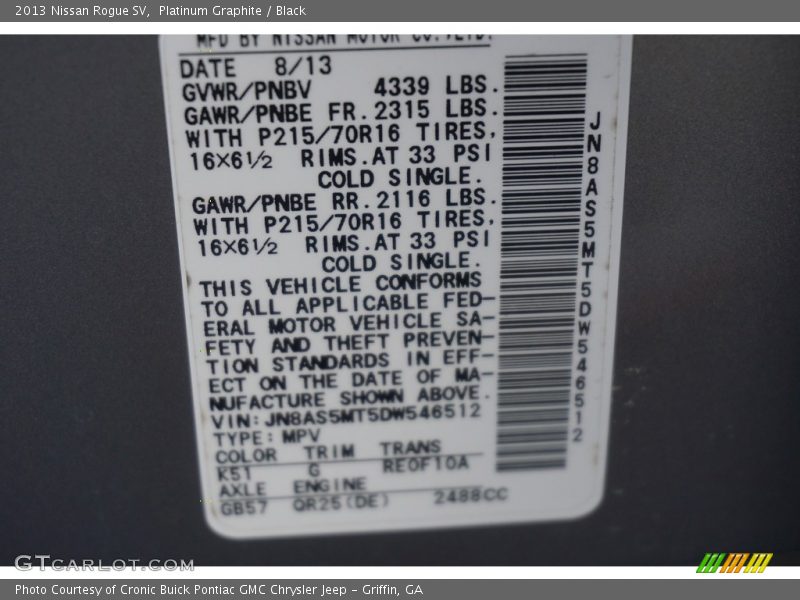 2013 Nissan Rogue SV, Platinum Graphite / Black
MFD BY NISSAN MOTOR CO.,LTD.
DATE 8/13
GVWR/PNBV 4339 LBS.
GAWR/PNBE FR.2315 LBS.
WITH P215/70R16 TIRES,
16×6½ RIMS.AT 33 PSI
COLD SINGLE.
GAWR/PNBE RR.2116 LBS.
WITH P215/70R16 TIRES,
16×6½ RIMS.AT 33 PSI
COLD SINGLE.
THIS VEHICLE CONFORMS
TO ALL APPLICABLE FED-
ERAL MOTOR VEHICLE SA-
FETY AND THEFT PREVEN-
TION STANDARDS IN EFF-
ECT ON THE DATE OF MA-
NUFACTURE SHOWN ABOVE.
VIN:JN8AS5MT5DW546512
TYPE:MPV
COLOR TRIM TRANS
K51 G RE0F10A
AXLE ENGINE
GB57 QR25(DE) 2488CC
JN8AS5MT5DW546512
GTCARLOT.COM
Photo Courtesy of Cronic Buick Pontiac GMC Chrysler Jeep - Griffin, GA